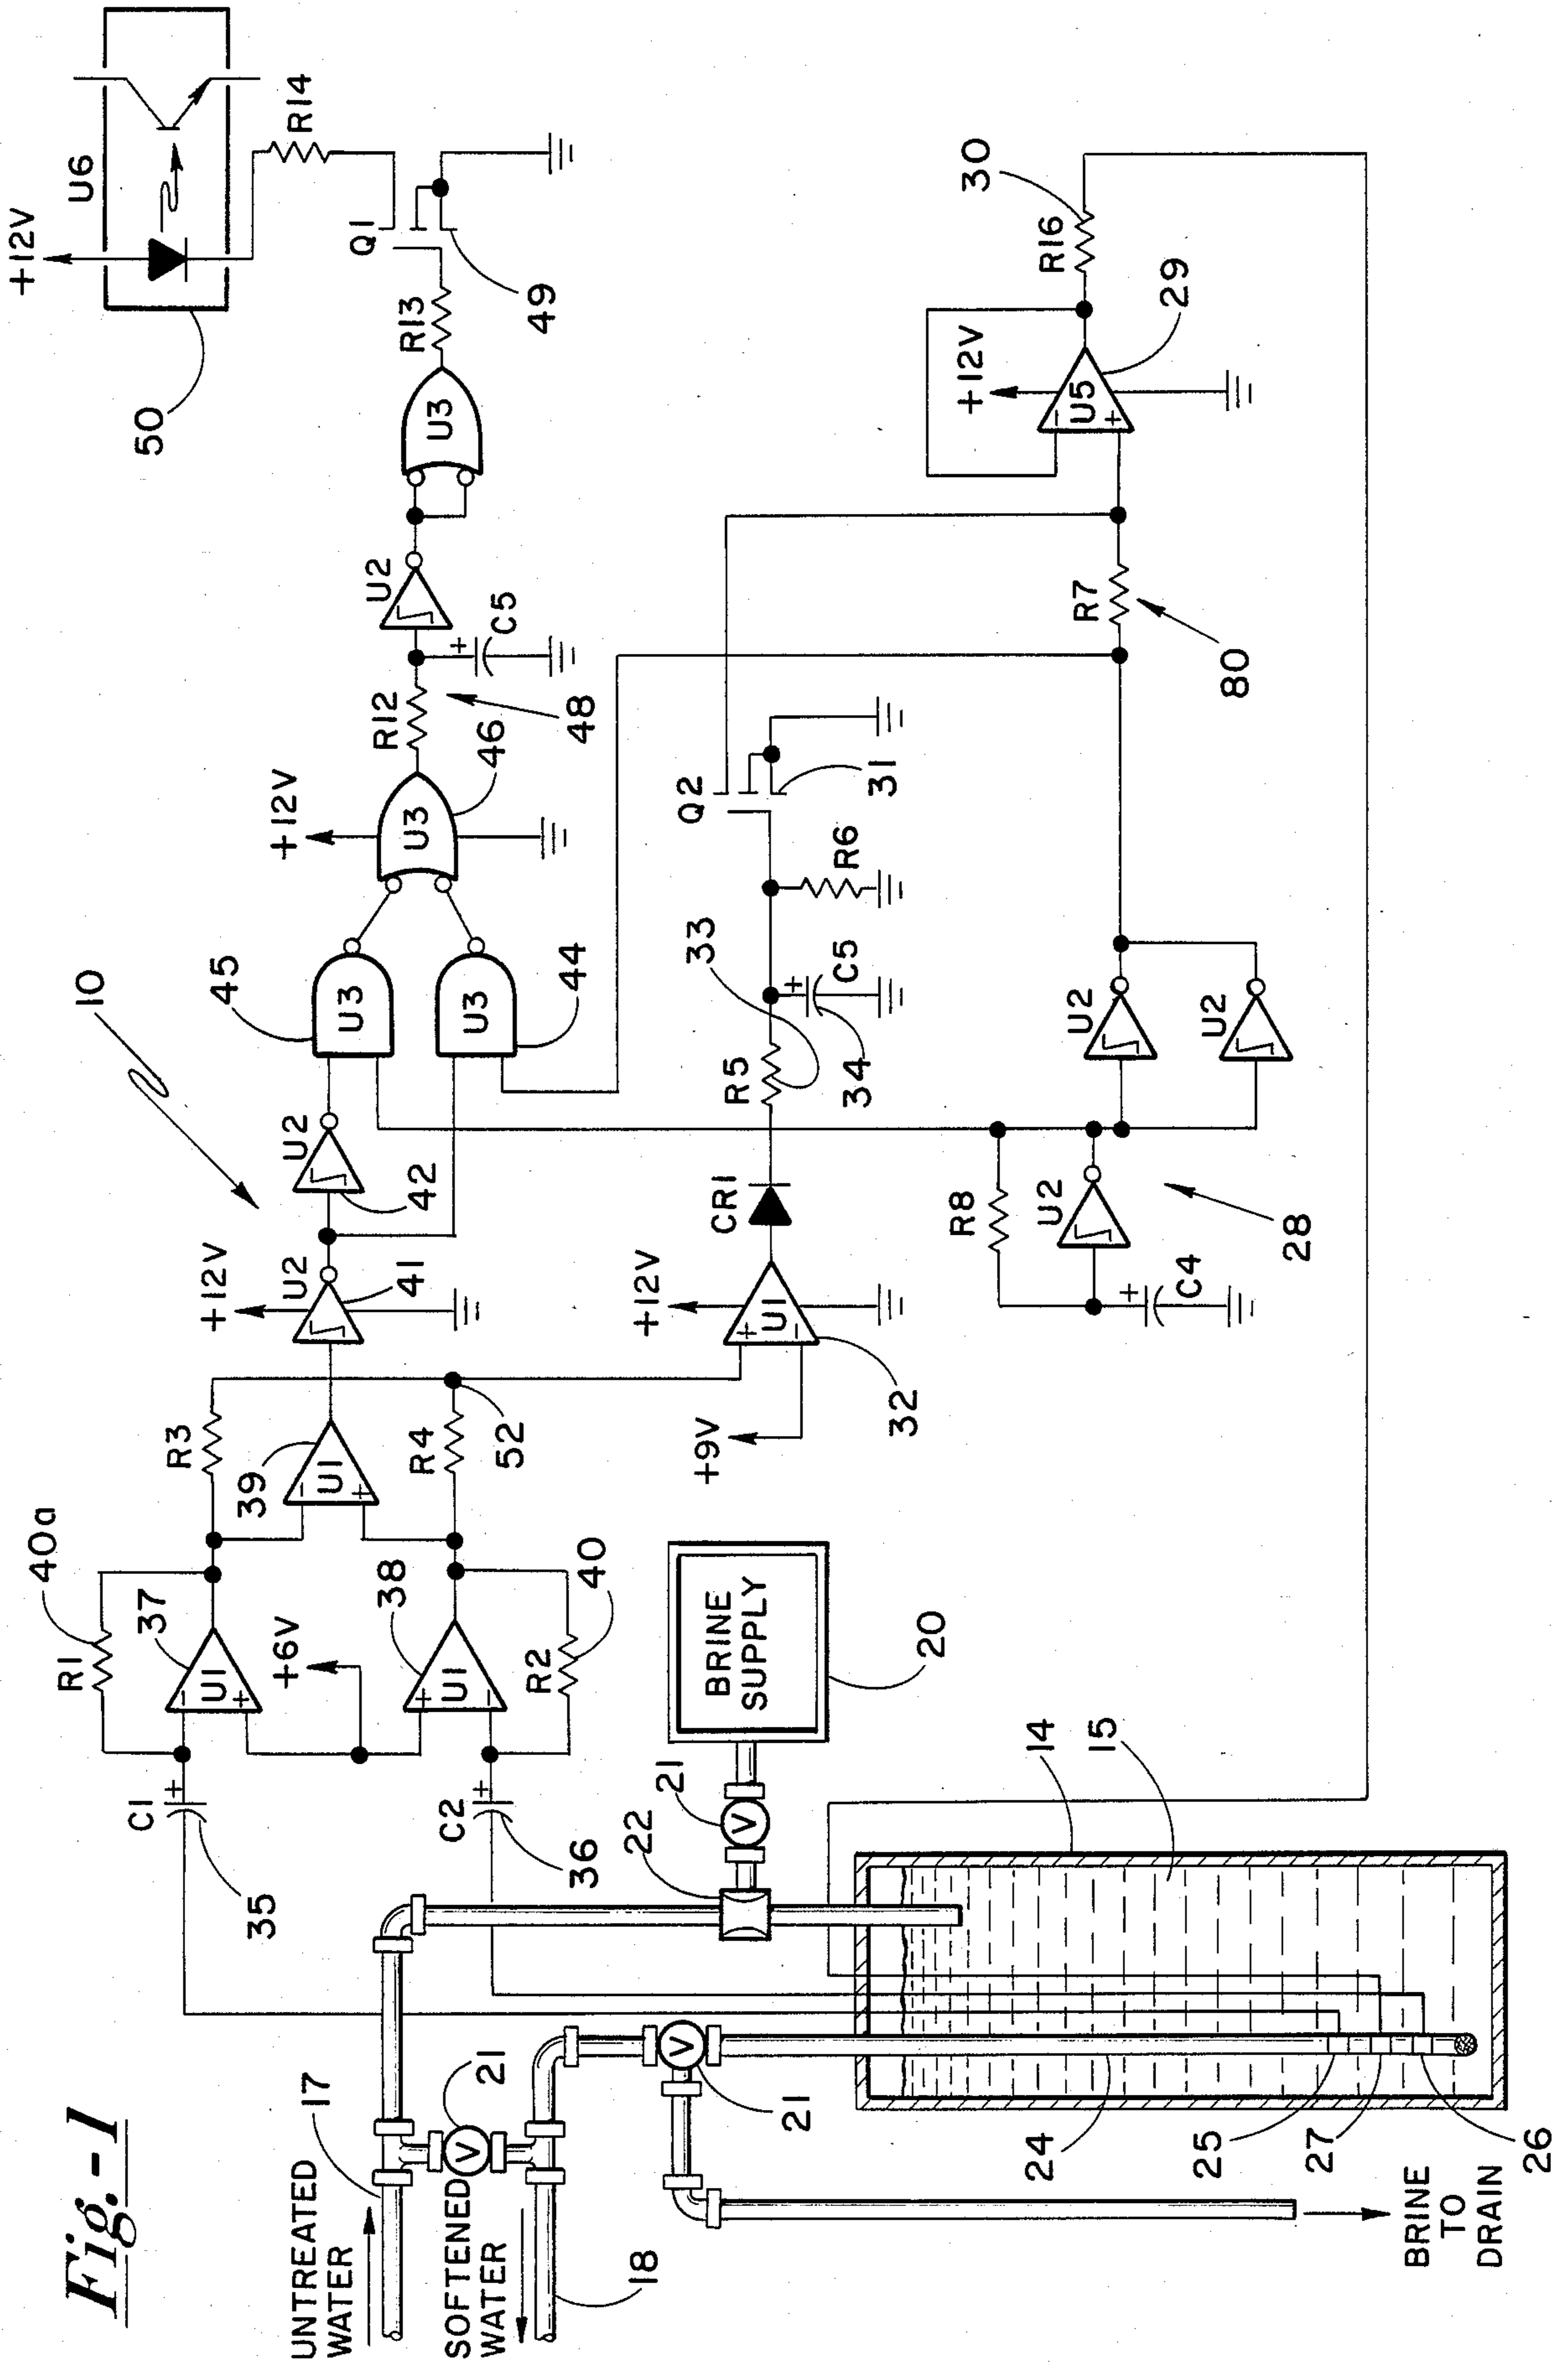 Fig.-1
UNTREATED
WATER
17
SOFTENED
WATER
18
21
21
BRINE
TO
DRAIN
24
25
27
26
14
15
22
21
BRINE
SUPPLY
20
C1
+
35
C2
+
36
R1
40a
U1
-
+
37
+6V
U1
+
-
38
R2
40
R3
39
U1
-
+
R4
52
+12V
U2
41
U2
42
10
45
U3
U3
44
+12V
U3
46
R12
48
+
C5
U2
U3
R13
Q1
49
R14
+12V
U6
50
+9V
+12V
U1
+
-
32
CR1
R5
33
+
C5
34
R6
Q2
31
R8
U2
+
C4
28
U2
U2
R7
80
+12V
U5
-
+
29
R16
30
V
V
V